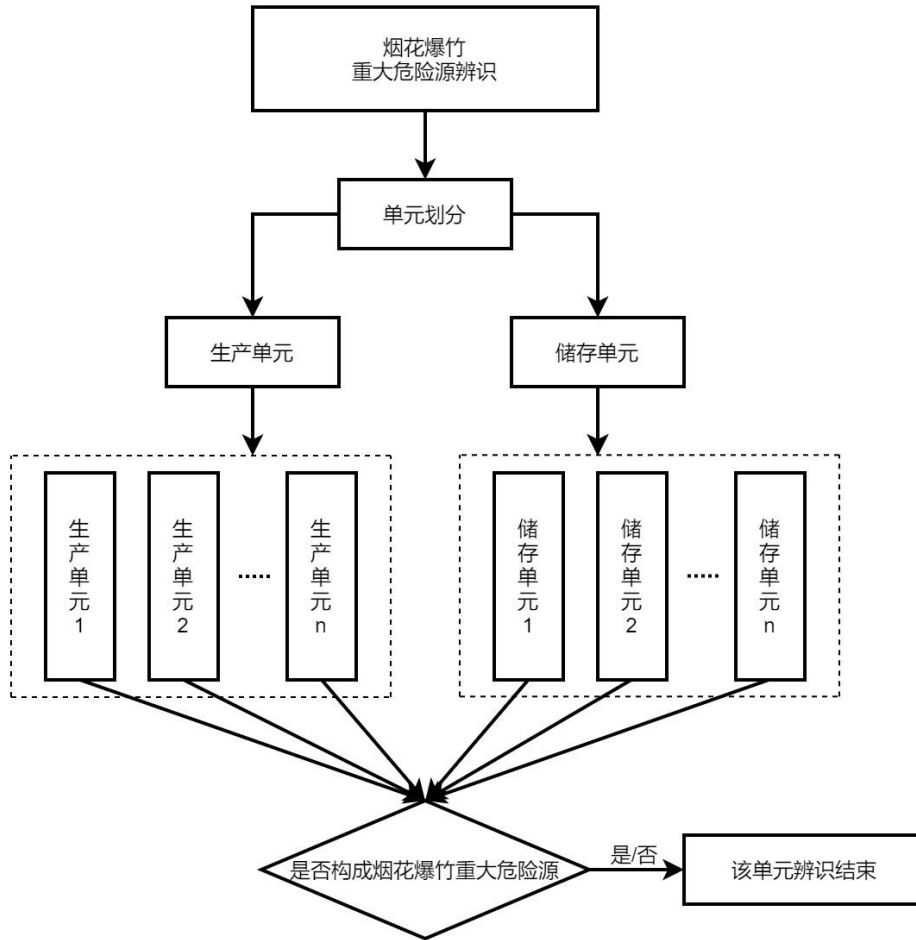 烟花爆竹
重大危险源辨识
单元划分
生产单元
储存单元
生产单元1
生产单元2
......
生产单元n
储存单元1
储存单元2
......
储存单元n
是否构成烟花爆竹重大危险源
是/否
该单元辨识结束